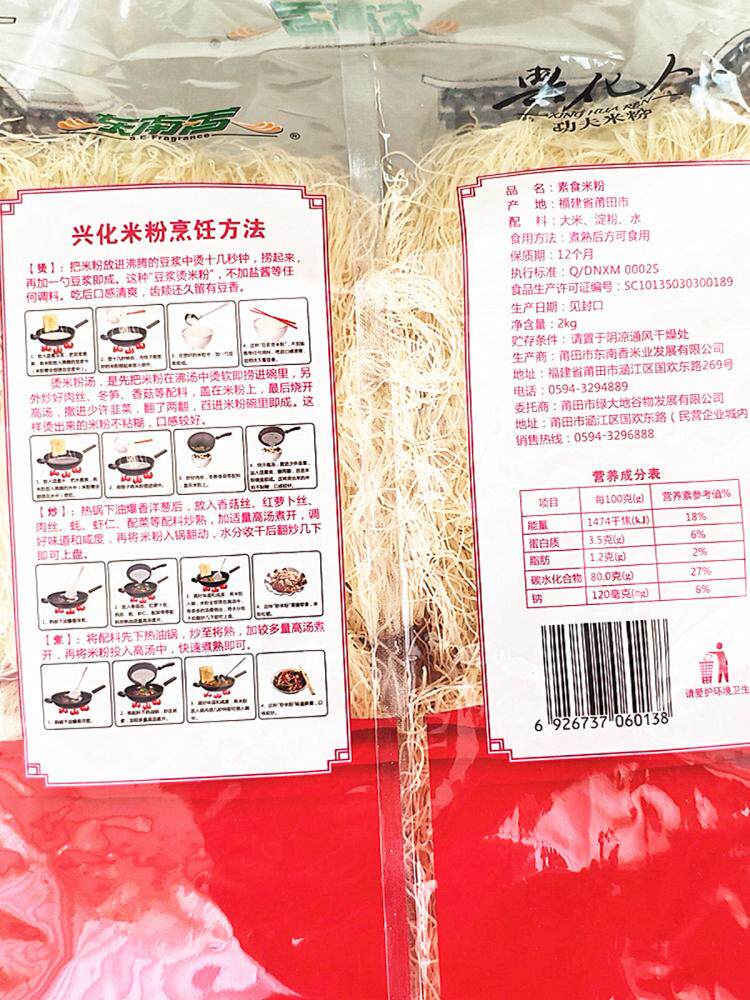 东南香
S.E Fragrance
®
兴化人
XING HUA REN
功夫米粉
兴化米粉烹饪方法
【烫】：把米粉放进沸腾的豆浆中烫十几秒钟，捞起来，
再加一勺豆浆即成。这种“豆浆烫米粉”，不加盐酱等任
何调料。吃后口感清爽，齿颊还久留有豆香。
烫米粉汤，是先把米粉在沸汤中烫软即捞进碗里，另
外炒好肉丝、冬笋、香菇等配料，盖在米粉上，最后烧开
高汤，撒进少许韭菜，翻了两翻，舀进米粉碗里即成。这
样烫出来的米粉不粘糊，口感较好。
【炒】：热锅下油爆香洋葱后，放入香菇丝、红萝卜丝、
肉丝、蚝、虾仁、配菜等配料炒熟，加适量高汤煮开，调
好味道和咸度，再将米粉入锅翻动，水分收干后翻炒几下
即可上盘。
【煮】：将配料先下热油锅，炒至将熟，加较多量高汤煮
开，再将米粉投入高汤中，快速煮熟即可。
品 名：素食米粉
产 地：福建省莆田市
配 料：大米、淀粉、水
食用方法：煮熟后方可食用
保质期：12个月
执行标准：Q/DNXM 0002S
食品生产许可证编号：SC10135030300189
生产日期：见封口
净含量：2kg
贮存条件：请置于阴凉通风干燥处
生产商：莆田市东南香米业发展有限公司
地址：福建省莆田市涵江区国欢东路269号
电话：0594-3294889
委托商：莆田市绿大地谷物发展有限公司
地址：莆田市涵江区国欢东路（民营企业城内
销售热线：0594-3296888
营养成分表
项目 每100克(g) 营养素参考值%
能量 1474千焦(kJ) 18%
蛋白质 3.5克(g) 6%
脂肪 1.2克(g) 2%
碳水化合物 80.0克(g) 27%
钠 120毫克(mg) 6%
6 926737 060138
请爱护环境卫生